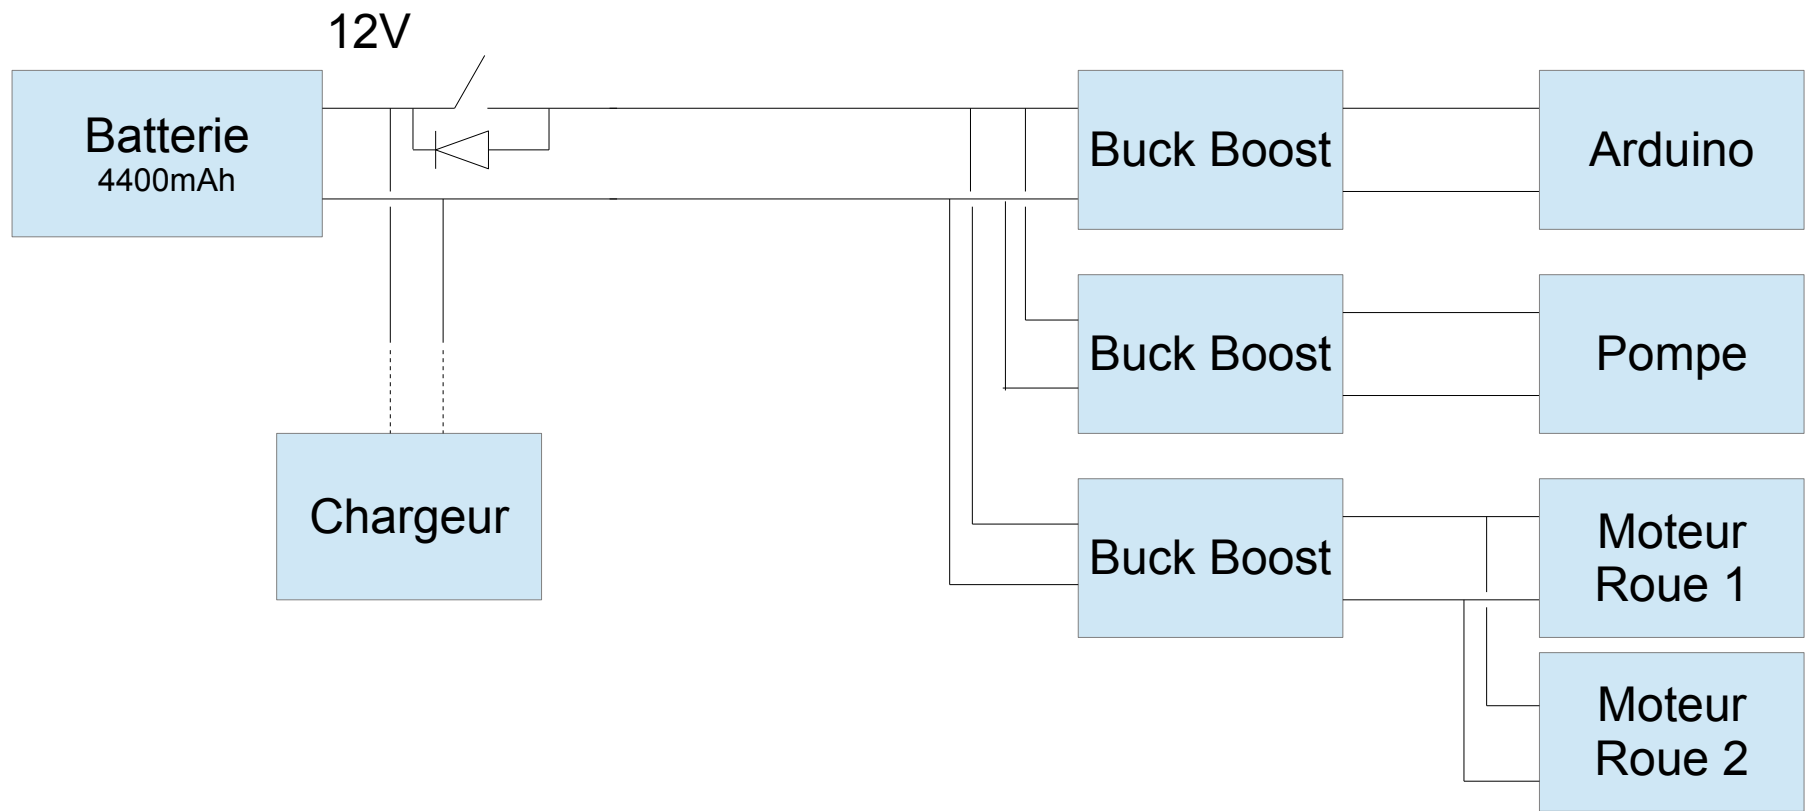 12V
Batterie
4400mAh
Buck Boost
Arduino
Buck Boost
Pompe
Chargeur
Buck Boost
Moteur
Roue 1
Moteur
Roue 2